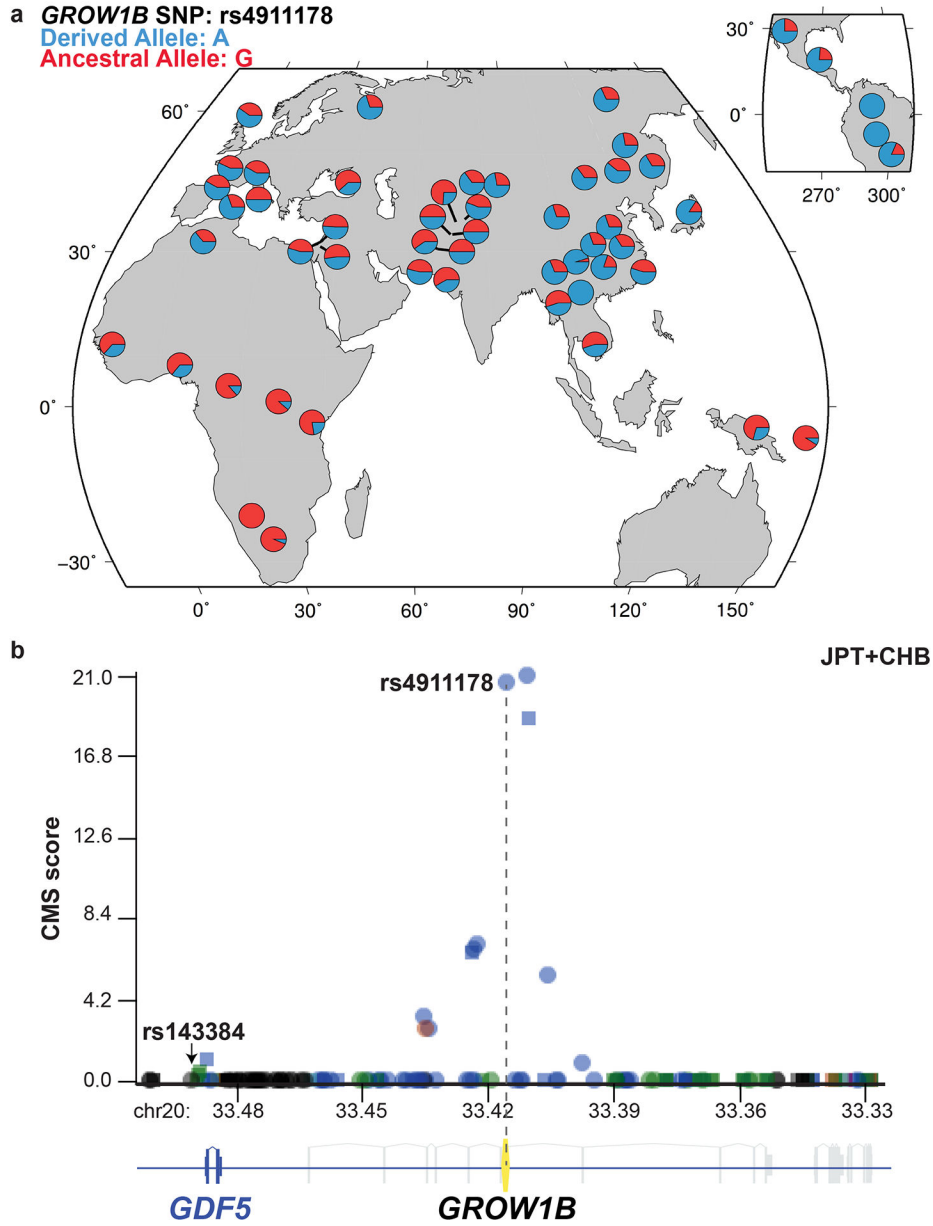 a
GROW1B SNP: rs4911178
Derived Allele: A
Ancestral Allele: G
30˚
0˚
270˚ 300˚
60˚
30˚
0˚
−30˚
0˚ 30˚ 60˚ 90˚ 120˚ 150˚
b
JPT+CHB
21.0
16.8
12.6
8.4
4.2
0.0
CMS score
rs4911178
rs143384
chr20: 33.48 33.45 33.42 33.39 33.36 33.33
GDF5 GROW1B